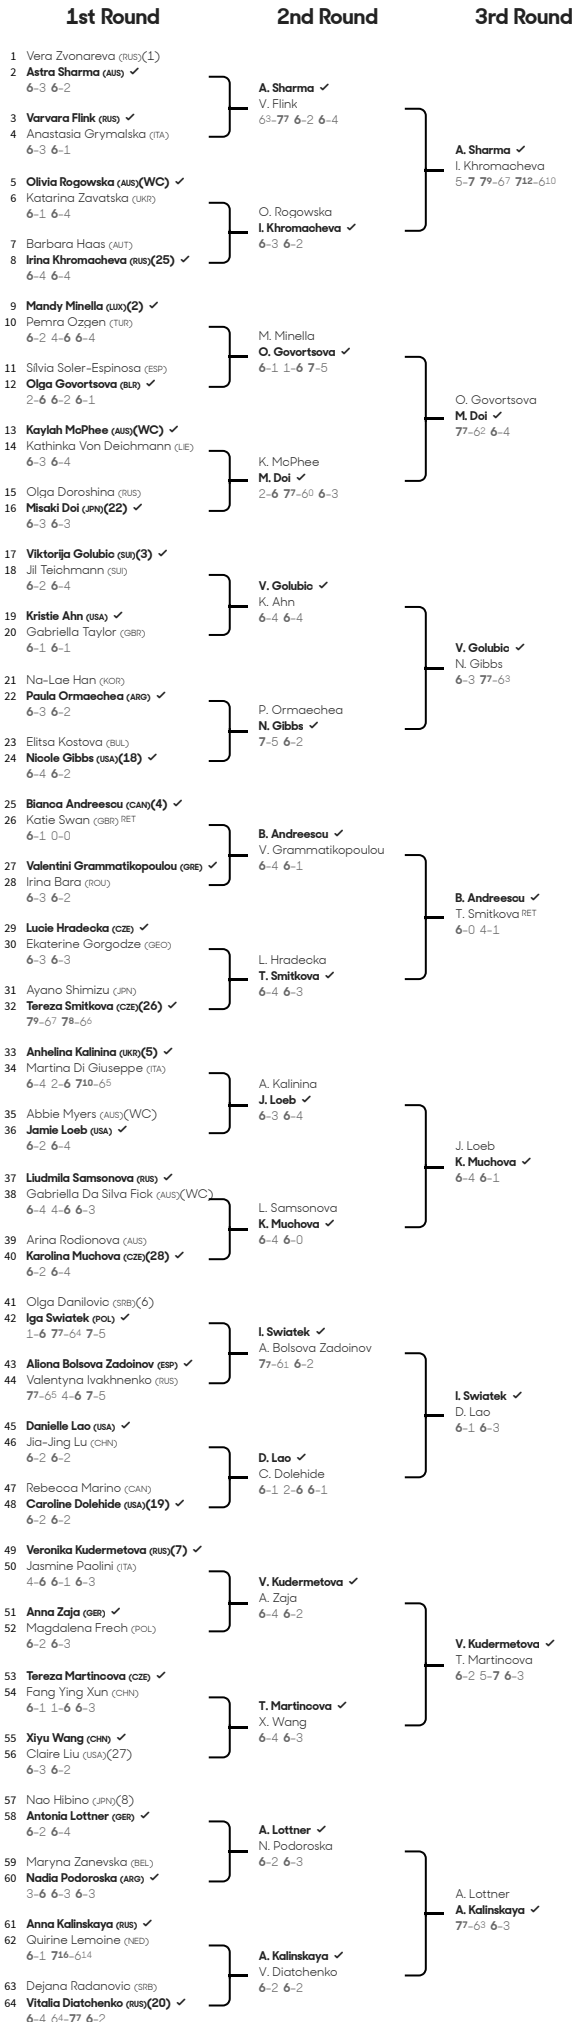 1st Round
2nd Round
3rd Round
1 Vera Zvonareva (RUS)(1)
2 Astra Sharma (AUS) ✓
6-3 6-2
3 Varvara Flink (RUS) ✓
4 Anastasia Grymalska (ITA)
6-3 6-1
5 Olivia Rogowska (AUS)(WC) ✓
6 Katarina Zavatska (UKR)
6-1 6-4
7 Barbara Haas (AUT)
8 Irina Khromacheva (RUS)(25) ✓
6-4 6-4
9 Mandy Minella (LUX)(2) ✓
10 Pemra Ozgen (TUR)
6-2 4-6 6-4
11 Sílvia Soler-Espinosa (ESP)
12 Olga Govortsova (BLR) ✓
2-6 6-2 6-1
13 Kaylah McPhee (AUS)(WC) ✓
14 Kathinka Von Deichmann (LIE)
6-3 6-4
15 Olga Doroshina (RUS)
16 Misaki Doi (JPN)(22) ✓
6-3 6-3
17 Viktorija Golubic (SUI)(3) ✓
18 Jil Teichmann (SUI)
6-2 6-4
19 Kristie Ahn (USA) ✓
20 Gabriella Taylor (GBR)
6-1 6-1
21 Na-Lae Han (KOR)
22 Paula Ormaechea (ARG) ✓
6-3 6-2
23 Elitsa Kostova (BUL)
24 Nicole Gibbs (USA)(18) ✓
6-4 6-2
25 Bianca Andreescu (CAN)(4) ✓
26 Katie Swan (GBR) RET
6-1 0-0
27 Valentini Grammatikopoulou (GRE) ✓
28 Irina Bara (ROU)
6-3 6-2
29 Lucie Hradecka (CZE) ✓
30 Ekaterine Gorgodze (GEO)
6-3 6-3
31 Ayano Shimizu (JPN)
32 Tereza Smitkova (CZE)(26) ✓
7⁹-6⁷ 7⁸-6⁶
33 Anhelina Kalinina (UKR)(5) ✓
34 Martina Di Giuseppe (ITA)
6-4 2-6 7¹⁰-6⁵
35 Abbie Myers (AUS)(WC)
36 Jamie Loeb (USA) ✓
6-2 6-4
37 Liudmila Samsonova (RUS) ✓
38 Gabriella Da Silva Fick (AUS)(WC)
6-4 4-6 6-3
39 Arina Rodionova (AUS)
40 Karolina Muchova (CZE)(28) ✓
6-2 6-4
41 Olga Danilovic (SRB)(6)
42 Iga Swiatek (POL) ✓
1-6 7⁷-6⁴ 7-5
43 Aliona Bolsova Zadoinov (ESP) ✓
44 Valentyna Ivakhnenko (RUS)
7⁷-6⁵ 4-6 7-5
45 Danielle Lao (USA) ✓
46 Jia-Jing Lu (CHN)
6-2 6-2
47 Rebecca Marino (CAN)
48 Caroline Dolehide (USA)(19) ✓
6-2 6-2
49 Veronika Kudermetova (RUS)(7) ✓
50 Jasmine Paolini (ITA)
4-6 6-1 6-3
51 Anna Zaja (GER) ✓
52 Magdalena Frech (POL)
6-2 6-3
53 Tereza Martincova (CZE) ✓
54 Fang Ying Xun (CHN)
6-1 1-6 6-3
55 Xiyu Wang (CHN) ✓
56 Claire Liu (USA)(27)
6-3 6-2
57 Nao Hibino (JPN)(8)
58 Antonia Lottner (GER) ✓
6-2 6-4
59 Maryna Zanevska (BEL)
60 Nadia Podoroska (ARG) ✓
3-6 6-3 6-3
61 Anna Kalinskaya (RUS) ✓
62 Quirine Lemoine (NED)
6-1 7¹⁶-6¹⁴
63 Dejana Radanovic (SRB)
64 Vitalia Diatchenko (RUS)(20) ✓
6-4 6⁴-7⁷ 6-2
A. Sharma ✓
V. Flink
6³-7⁷ 6-2 6-4
O. Rogowska
I. Khromacheva ✓
6-3 6-2
M. Minella
O. Govortsova ✓
6-1 1-6 7-5
K. McPhee
M. Doi ✓
2-6 7⁷-6⁰ 6-3
V. Golubic ✓
K. Ahn
6-4 6-4
P. Ormaechea
N. Gibbs ✓
7-5 6-2
B. Andreescu ✓
V. Grammatikopoulou
6-4 6-1
L. Hradecka
T. Smitkova ✓
6-4 6-3
A. Kalinina
J. Loeb ✓
6-3 6-4
L. Samsonova
K. Muchova ✓
6-4 6-0
I. Swiatek ✓
A. Bolsova Zadoinov
7⁷-6¹ 6-2
D. Lao ✓
C. Dolehide
6-1 2-6 6-1
V. Kudermetova ✓
A. Zaja
6-4 6-2
T. Martincova ✓
X. Wang
6-4 6-3
A. Lottner ✓
N. Podoroska
6-2 6-3
A. Kalinskaya ✓
V. Diatchenko
6-2 6-2
A. Sharma ✓
I. Khromacheva
5-7 7⁹-6⁷ 7¹²-6¹⁰
O. Govortsova
M. Doi ✓
7⁷-6² 6-4
V. Golubic ✓
N. Gibbs
6-3 7⁷-6³
B. Andreescu ✓
T. Smitkova RET
6-0 4-1
J. Loeb
K. Muchova ✓
6-4 6-1
I. Swiatek ✓
D. Lao
6-1 6-3
V. Kudermetova ✓
T. Martincova
6-2 5-7 6-3
A. Lottner
A. Kalinskaya ✓
7⁷-6³ 6-3